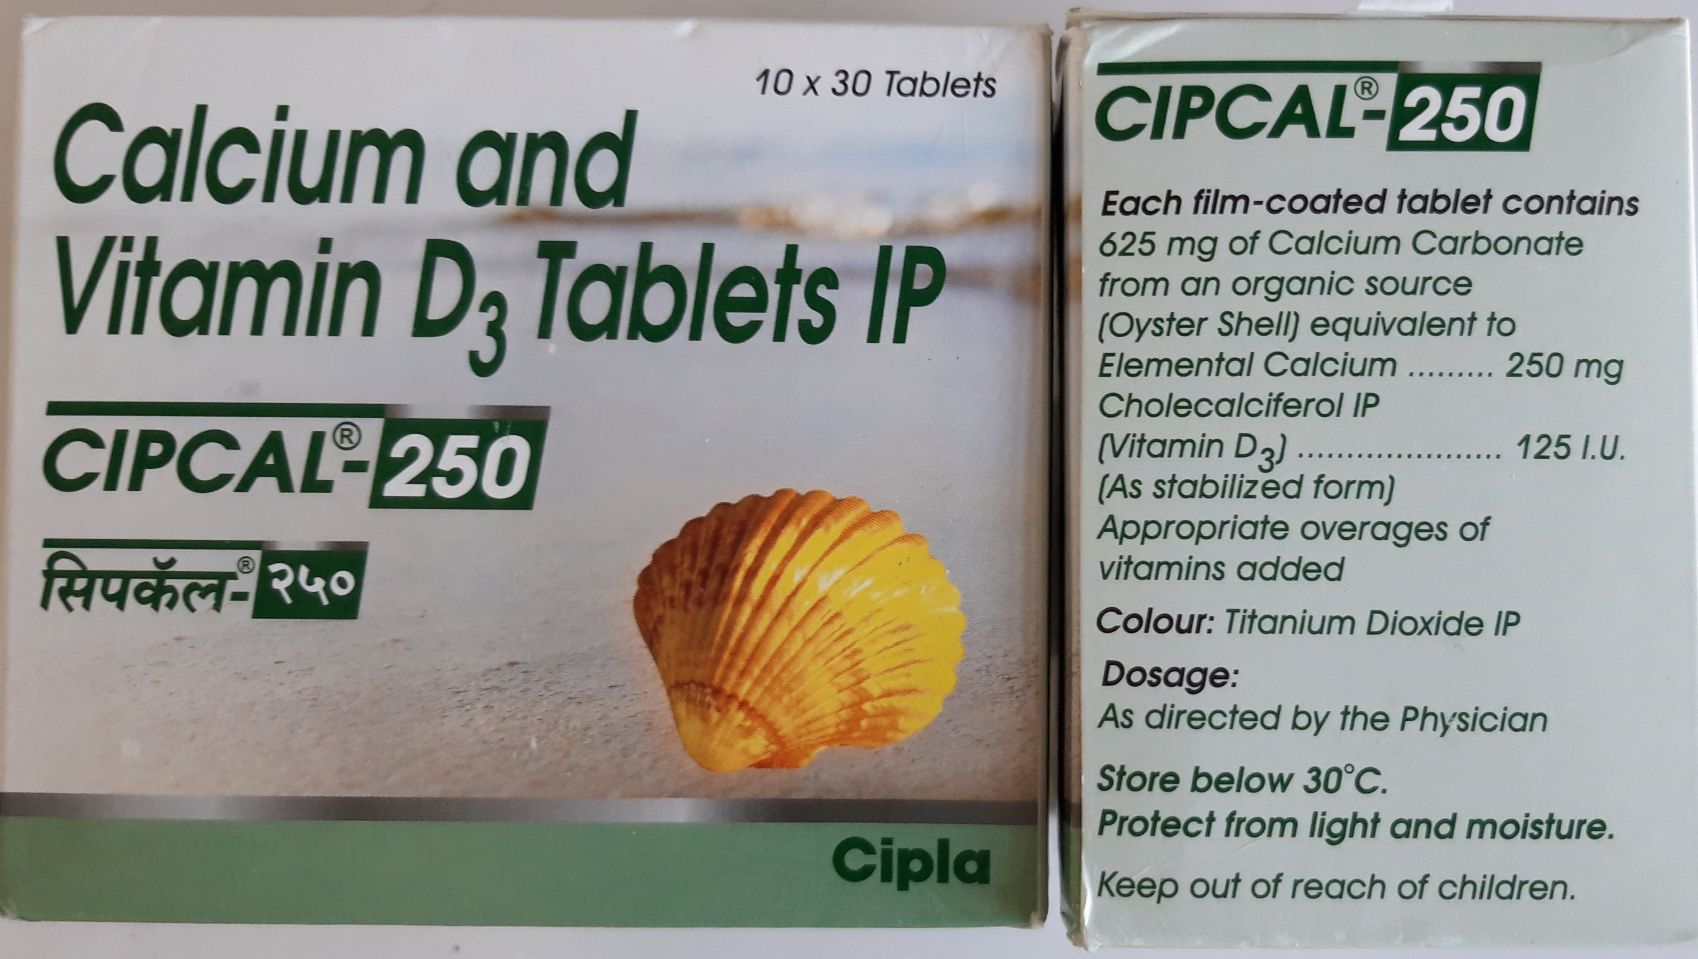 10 x 30 Tablets
Calcium and
Vitamin D3 Tablets IP
CIPCAL®-250
सिपकॅल®-२५०
Cipla
CIPCAL®-250
Each film-coated tablet contains
625 mg of Calcium Carbonate
from an organic source
(Oyster Shell) equivalent to
Elemental Calcium ......... 250 mg
Cholecalciferol IP
(Vitamin D3) ...................... 125 I.U.
(As stabilized form)
Appropriate overages of
vitamins added
Colour: Titanium Dioxide IP
Dosage:
As directed by the Physician
Store below 30°C.
Protect from light and moisture.
Keep out of reach of children.